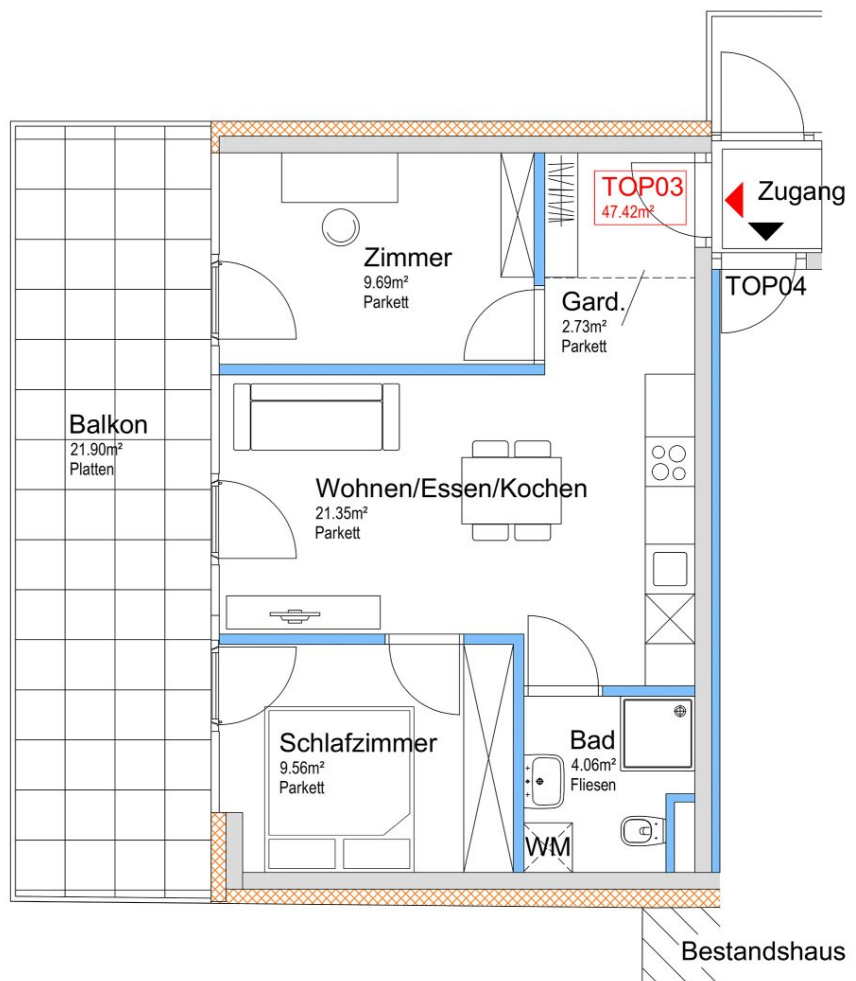 TOP03
47.42m²
Zugang
Zimmer
9.69m²
Parkett
TOP04
Gard.
2.73m²
Parkett
Balkon
21.90m²
Platten
Wohnen/Essen/Kochen
21.35m²
Parkett
Schlafzimmer
9.56m²
Parkett
Bad
4.06m²
Fliesen
WM
Bestandshaus